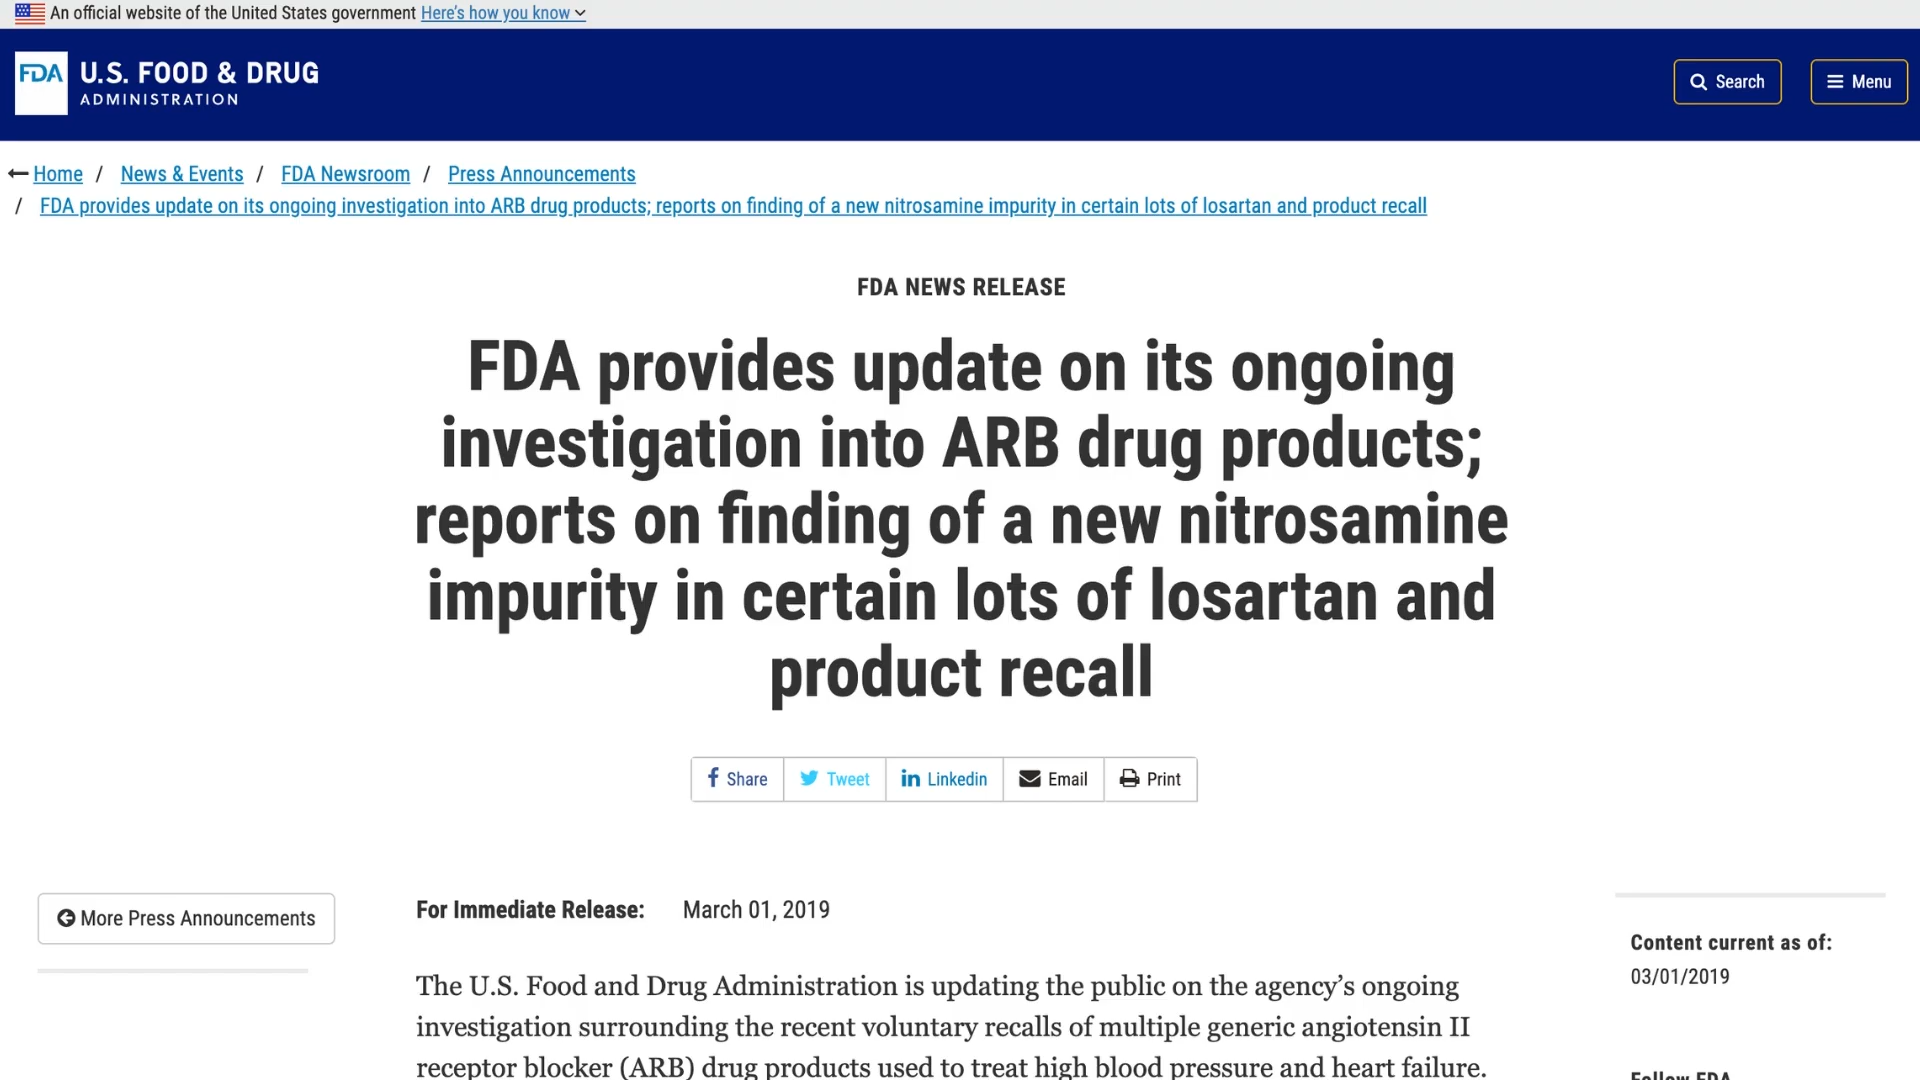 An official website of the United States government Here's how you know
FDA U.S. FOOD & DRUG
ADMINISTRATION
Search
Menu
Home / News & Events / FDA Newsroom / Press Announcements
/ FDA provides update on its ongoing investigation into ARB drug products; reports on finding of a new nitrosamine impurity in certain lots of losartan and product recall
FDA NEWS RELEASE
FDA provides update on its ongoing
investigation into ARB drug products;
reports on finding of a new nitrosamine
impurity in certain lots of losartan and
product recall
Share Tweet Linkedin Email Print
More Press Announcements
For Immediate Release: March 01, 2019
The U.S. Food and Drug Administration is updating the public on the agency’s ongoing
investigation surrounding the recent voluntary recalls of multiple generic angiotensin II
receptor blocker (ARB) drug products used to treat high blood pressure and heart failure.
Content current as of:
03/01/2019
Follow FDA